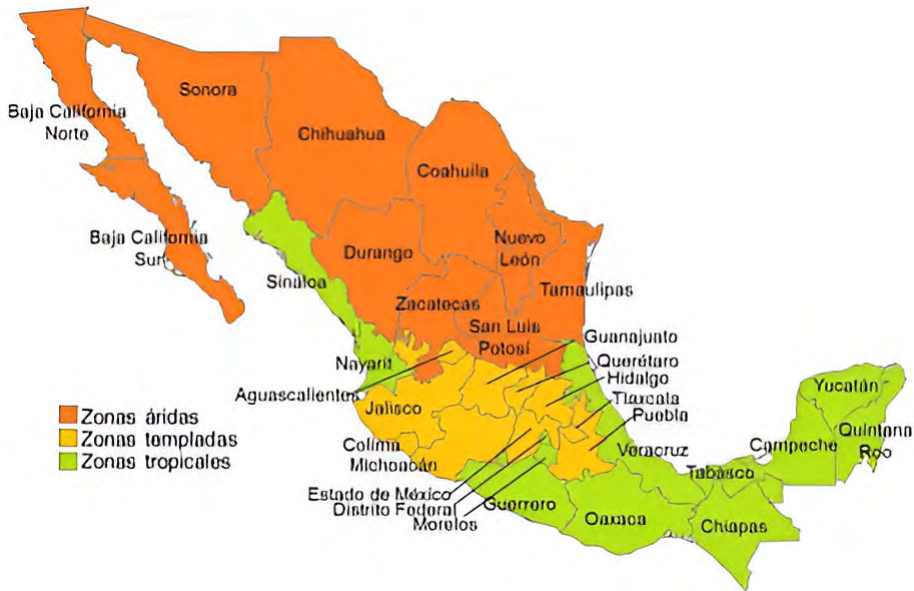 Sonora
Baja California
Norte
Chihuahua
Coahuila
Baja California
Sur
Durango
Nuevo
León
Sinaloa
Tamaulipas
Zacatecas
San Luis
Potosí
Guanajuato
Nayarit
Querétaro
Hidalgo
Aguascalientes
Tlaxcala
Puebla
Yucatán
Jalisco
Zonas áridas
Zonas templadas
Zonas tropicales
Colima
Michoacán
Veracruz
Campeche
Quintana
Roo
Tabasco
Estado de México
Distrito Federal
Morelos
Guerrero
Oaxaca
Chiapas